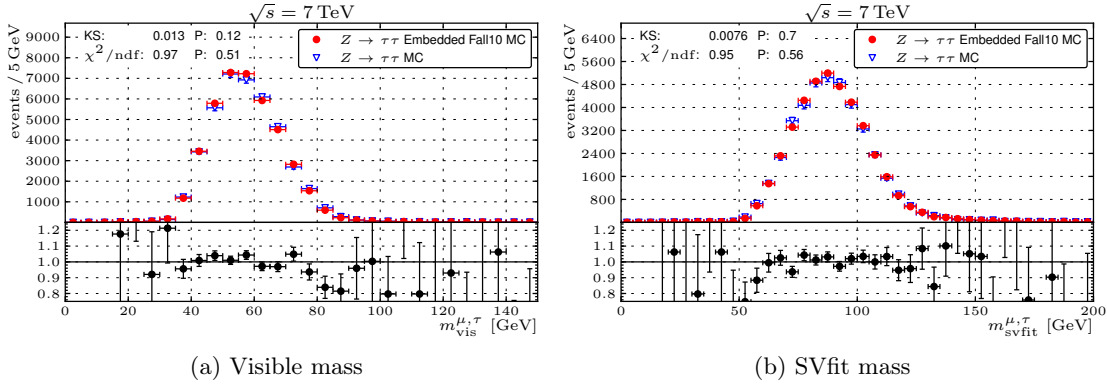 √s = 7 TeV
KS: 0.013 P: 0.12
χ²/ndf: 0.97 P: 0.51
Z → ττ Embedded Fall10 MC
Z → ττ MC
events / 5 GeV
9000
8000
7000
6000
5000
4000
3000
2000
1000
1.2
1.1
1.0
0.9
0.8
0 20 40 60 80 100 120 140
m_vis^μ,τ [GeV]
(a) Visible mass
√s = 7 TeV
KS: 0.0076 P: 0.7
χ²/ndf: 0.95 P: 0.56
Z → ττ Embedded Fall10 MC
Z → ττ MC
events / 5 GeV
6400
5600
4800
4000
3200
2400
1600
800
1.2
1.1
1.0
0.9
0.8
0 50 100 150 200
m_svfit^μ,τ [GeV]
(b) SVfit mass